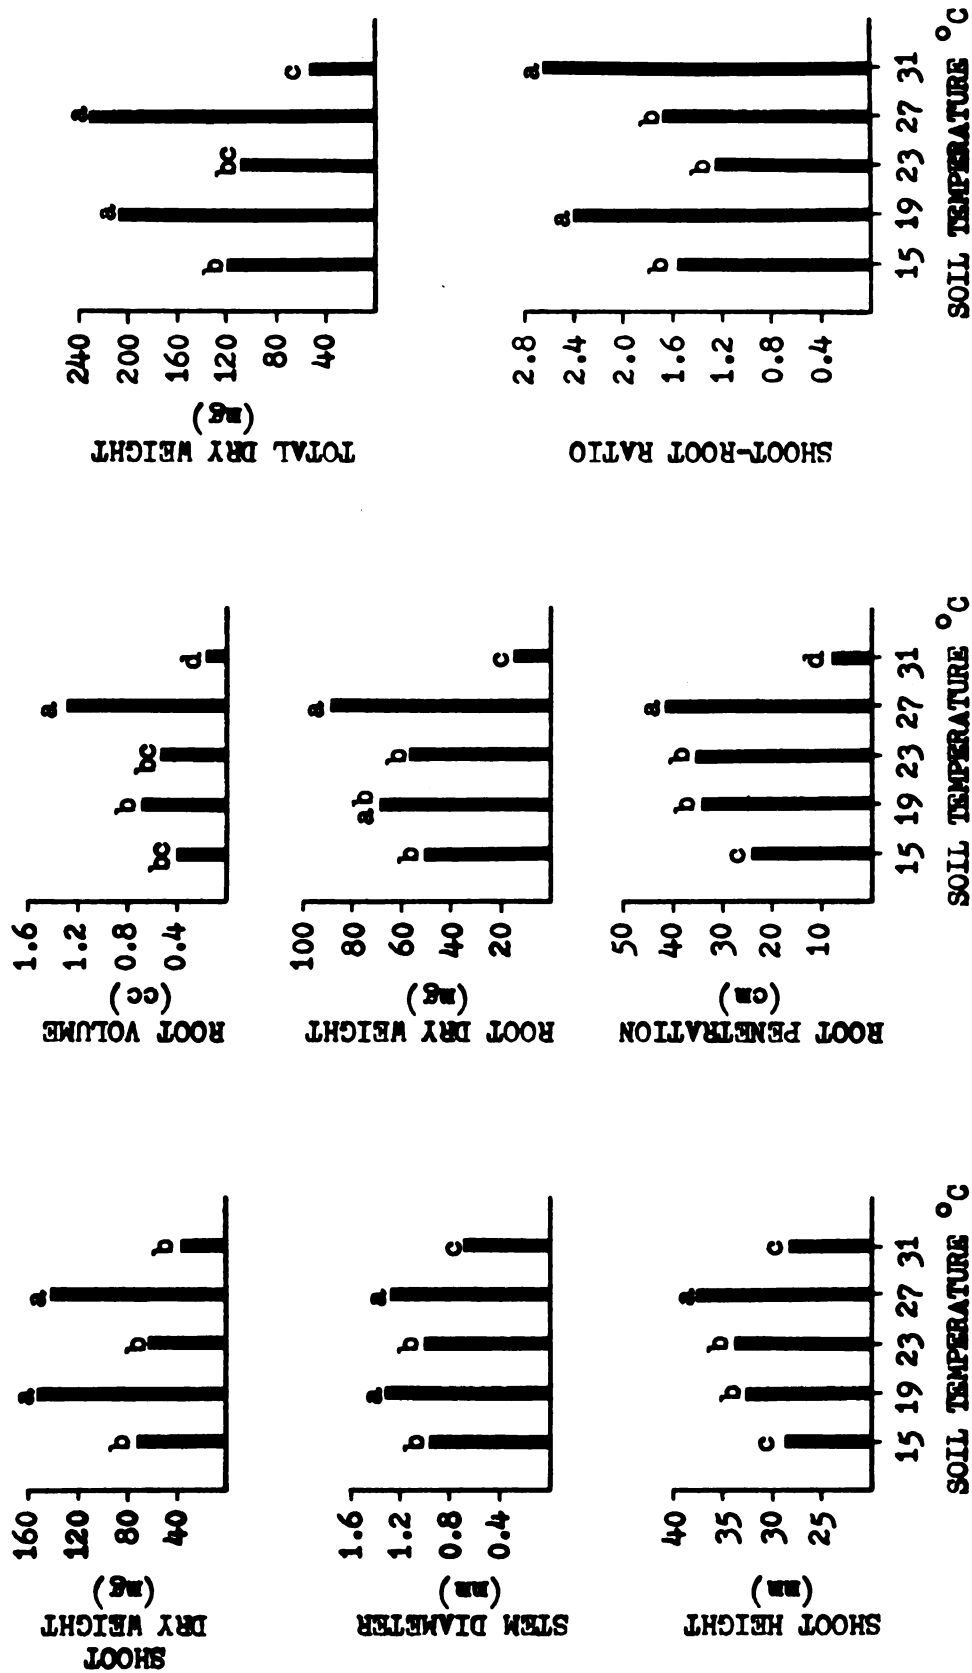 SHOOT
DRY WEIGHT
(mg)
160
120
80
40
b a b a b
STEM DIAMETER
(mm)
1.6
1.2
0.8
0.4
b a b a c
SHOOT HEIGHT
(mm)
40
35
30
25
c b b a c
15 19 23 27 31
SOIL TEMPERATURE °C
ROOT VOLUME
(cc)
1.6
1.2
0.8
0.4
bc b bc a d
ROOT DRY WEIGHT
(mg)
100
80
60
40
20
b ab b a c
ROOT PENETRATION
(cm)
50
40
30
20
10
c b b a d
15 19 23 27 31
SOIL TEMPERATURE °C
TOTAL DRY WEIGHT
(mg)
240
200
160
120
80
40
b a bc a c
SHOOT-ROOT RATIO
2.8
2.4
2.0
1.6
1.2
0.8
0.4
b a b b a
15 19 23 27 31
SOIL TEMPERATURE °C